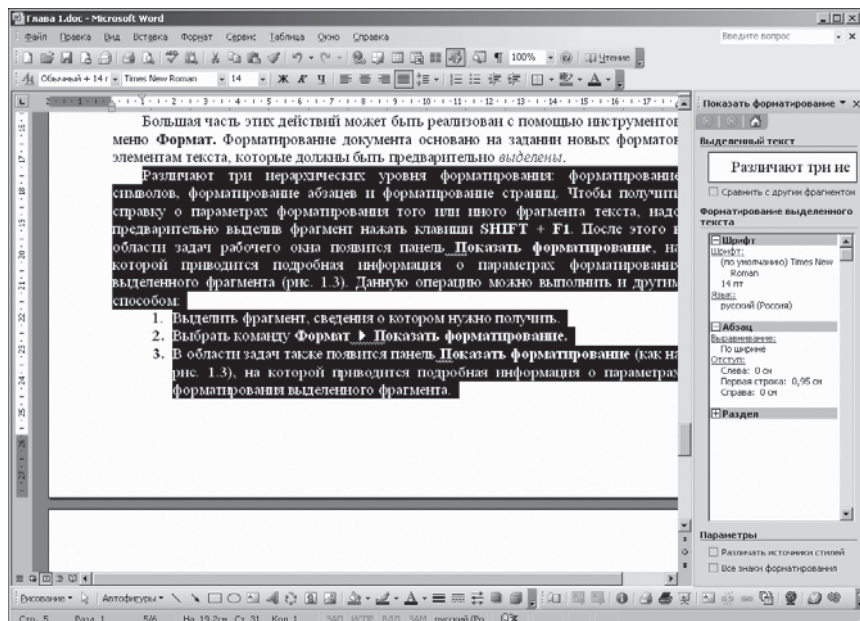 Глава 1.doc - Microsoft Word
Файл Правка Вид Вставка Формат Сервис Таблица Окно Справка
Введите вопрос
100% Чтение
Обычный + 14 г Times New Roman 14 Ж К Ч
Большая часть этих действий может быть реализован с помощью инструментов
меню Формат. Форматирование документа основано на задании новых форматов
элементам текста, которые должны быть предварительно выделены.
Различают три иерархических уровня форматирования: форматирование
символов, форматирование абзацев и форматирование страниц. Чтобы получить
справку о параметрах форматирования того или иного фрагмента текста, надо
предварительно выделив фрагмент нажать клавиши SHIFT + F1. После этого в
области задач рабочего окна появится панель Показать форматирование, на
которой приводится подробная информация о параметрах форматирования
выделенного фрагмента (рис. 1.3). Данную операцию можно выполнить и другим
способом:
1. Выделить фрагмент, сведения о котором нужно получить.
2. Выбрать команду Формат ▶ Показать форматирование.
3. В области задач также появится панель Показать форматирование (как на
рис. 1.3), на которой приводится подробная информация о параметрах
форматирования выделенного фрагмента.
Показать форматирование
Выделенный текст
Различают три не
Сравнить с другим фрагментом
Форматирование выделенного
текста
Шрифт
Шрифт:
(по умолчанию) Times New
Roman
14 пт
Язык:
русский (Россия)
Абзац
Выравнивание:
По ширине
Отступ:
Слева: 0 см
Первая строка: 0,95 см
Справа: 0 см
Раздел
Параметры
Различать источники стилей
Все знаки форматирования
Рисование Автофигуры
Стр. 5 Разд 1 5/6 На 19,2см Ст 31 Кол 1 ЗАП ИСПР ВДЛ ЗАМ русский (Ро